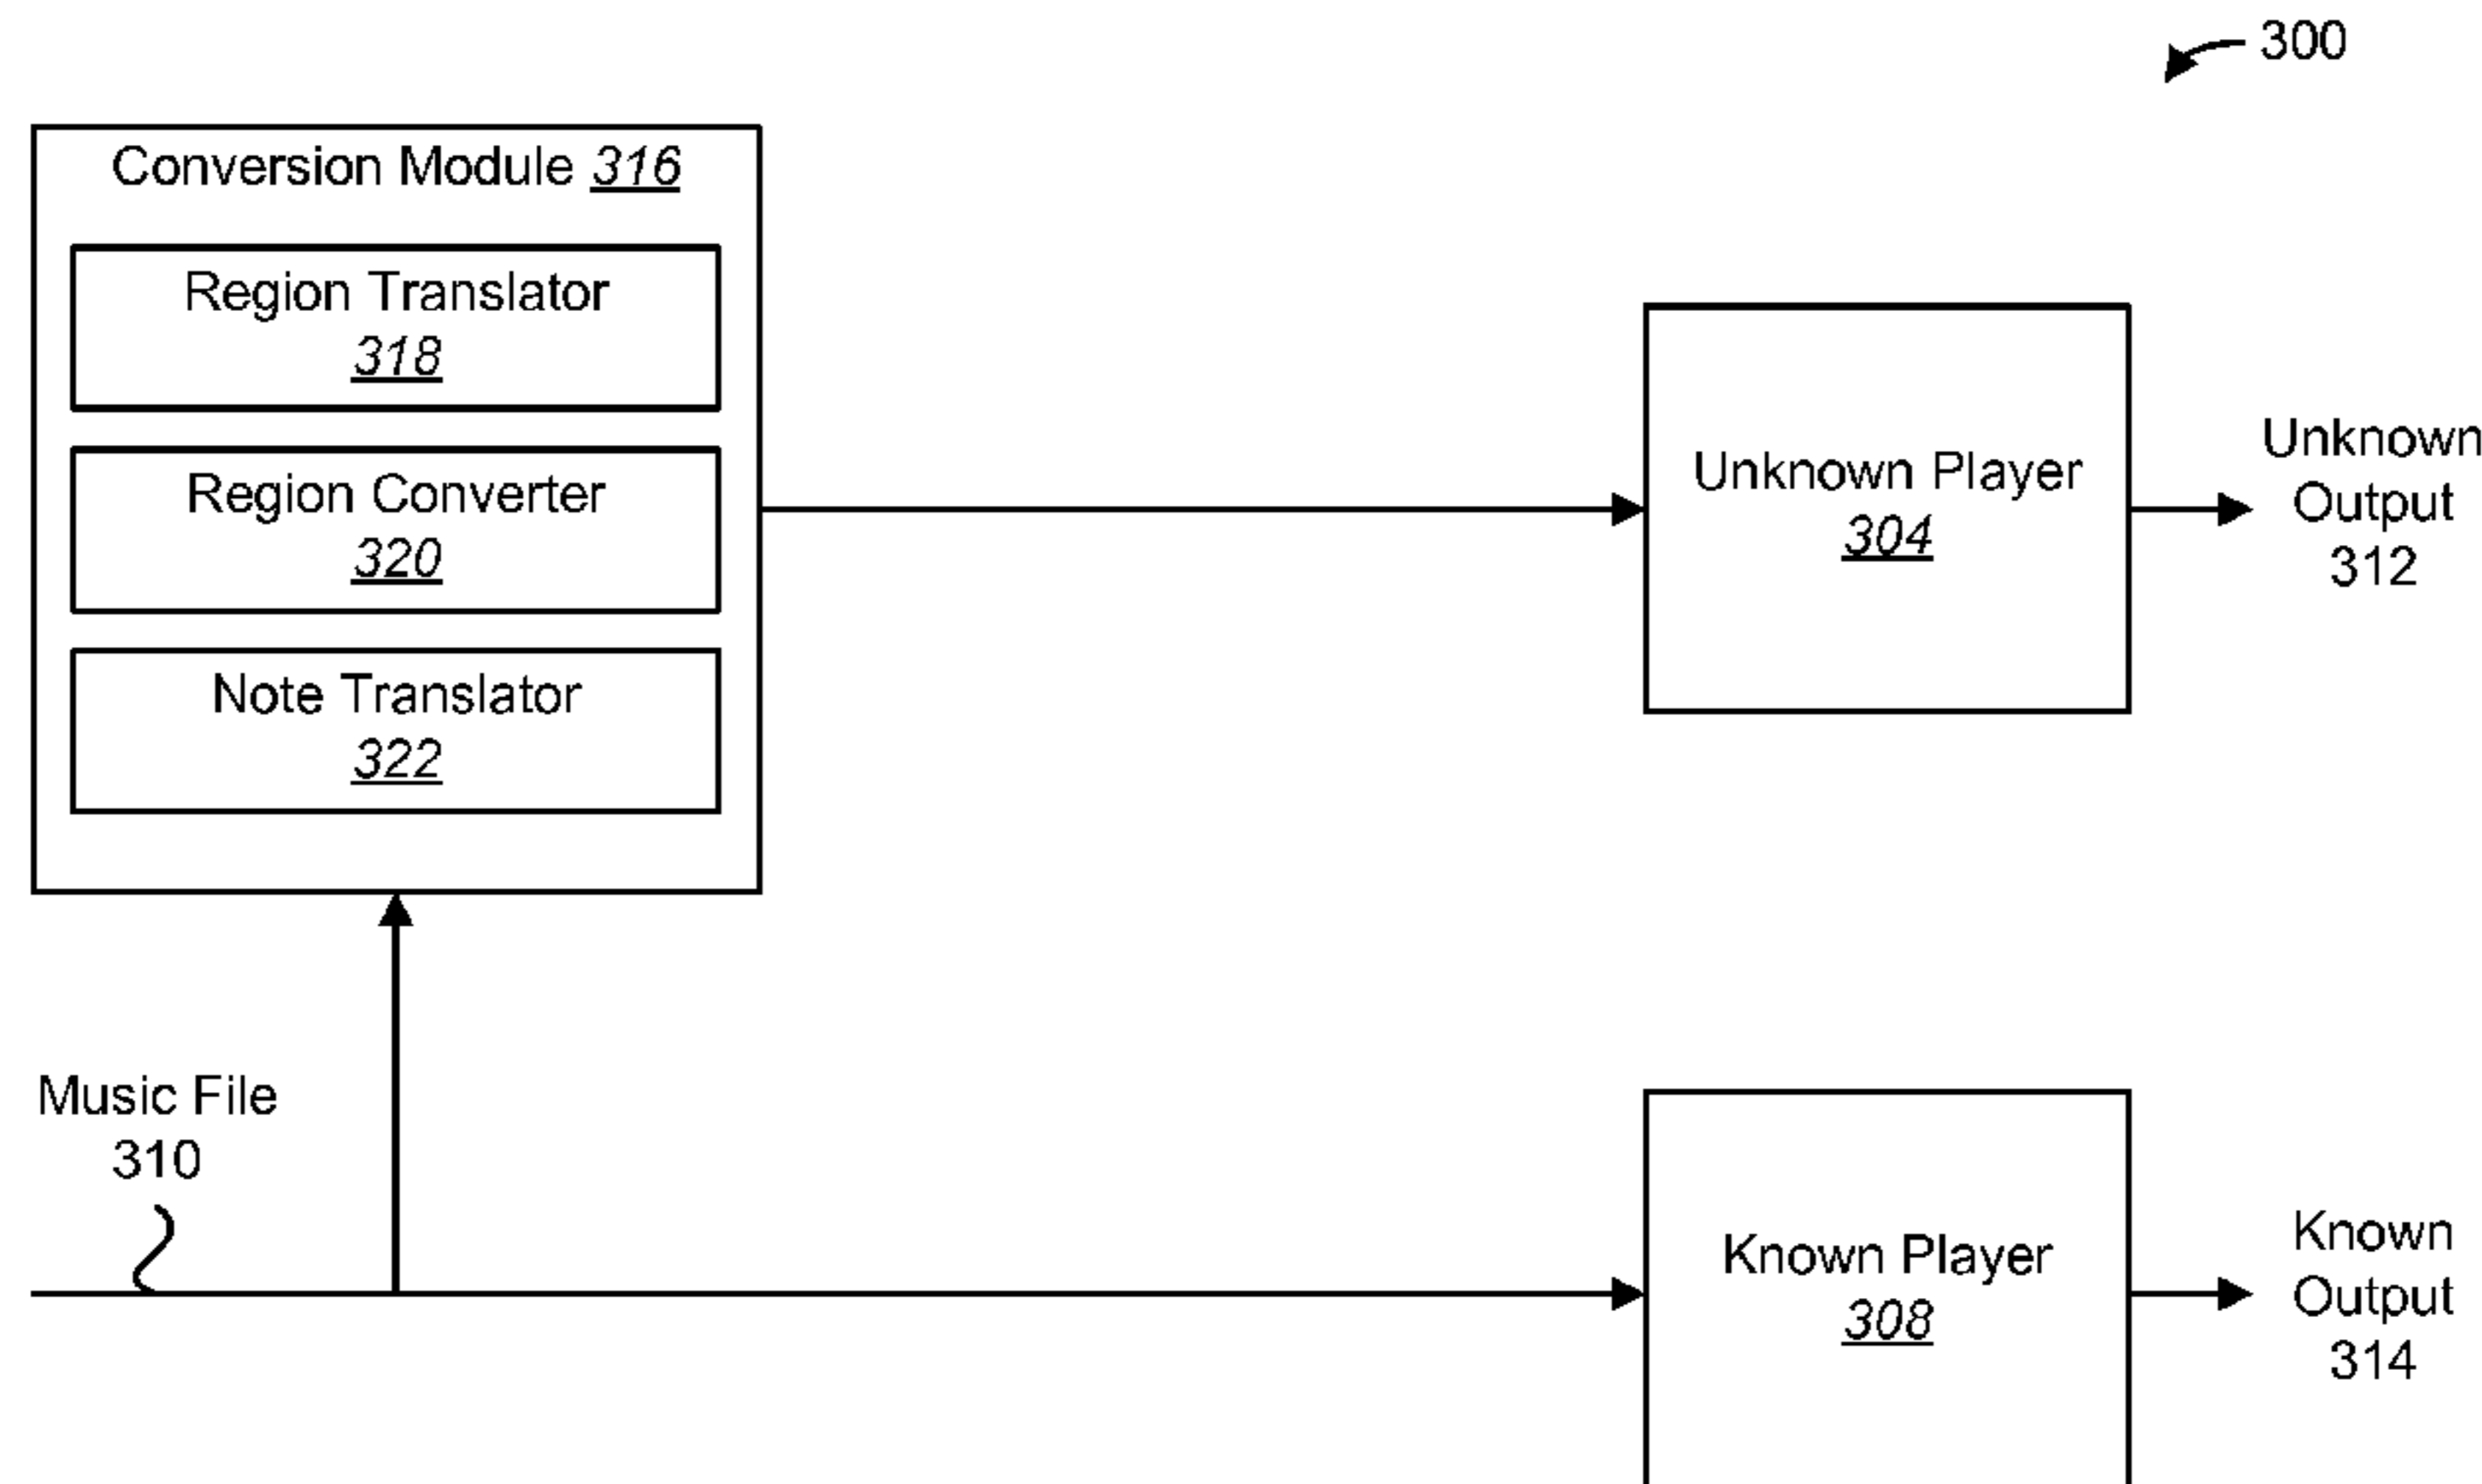 300
Conversion Module 316
Region Translator
318
Region Converter
320
Note Translator
322
Unknown Player
304
Unknown
Output
312
Music File
310
Known Player
308
Known
Output
314